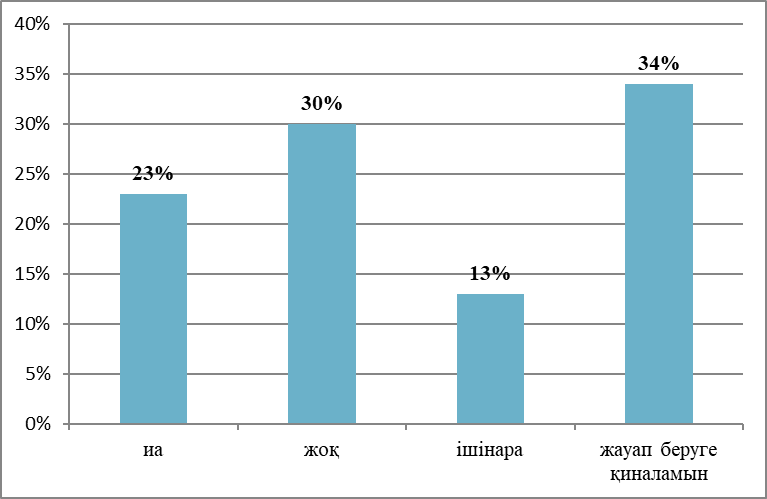 40%
35%
30%
25%
20%
15%
10%
5%
0%
23%
30%
13%
34%
иа
жоқ
ішінара
жауап беруге
қиналамын